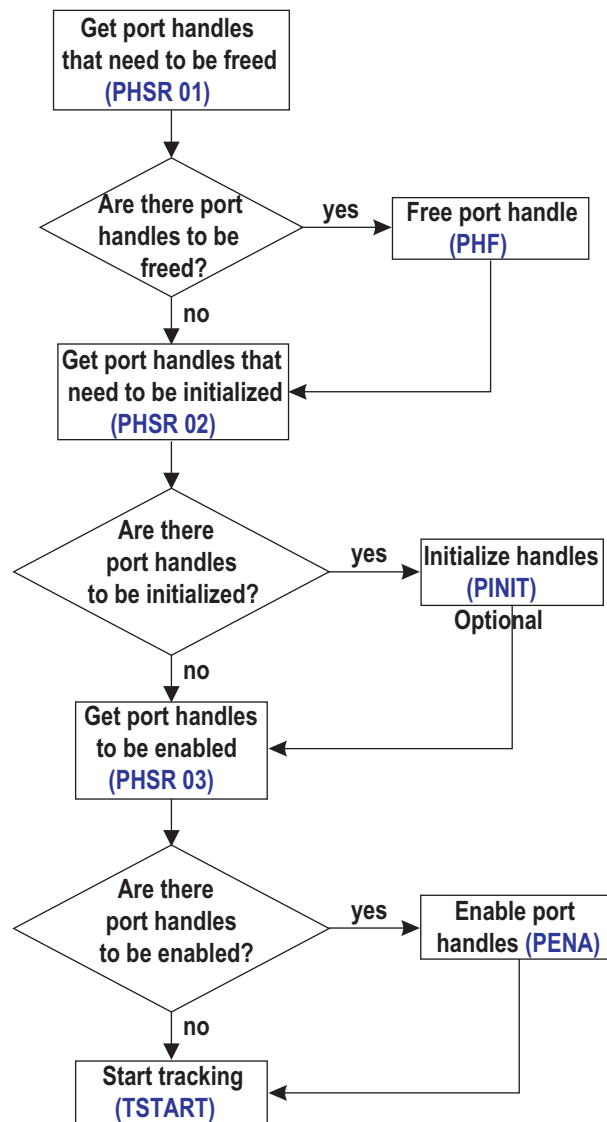 Get port handles
that need to be freed
(PHSR 01)
Are there port
handles to be
freed?
yes
Free port handle
(PHF)
no
Get port handles that
need to be initialized
(PHSR 02)
Are there
port handles
to be initialized?
yes
Initialize handles
(PINIT)
Optional
no
Get port handles
to be enabled
(PHSR 03)
Are there
port handles
to be enabled?
yes
Enable port
handles (PENA)
no
Start tracking
(TSTART)